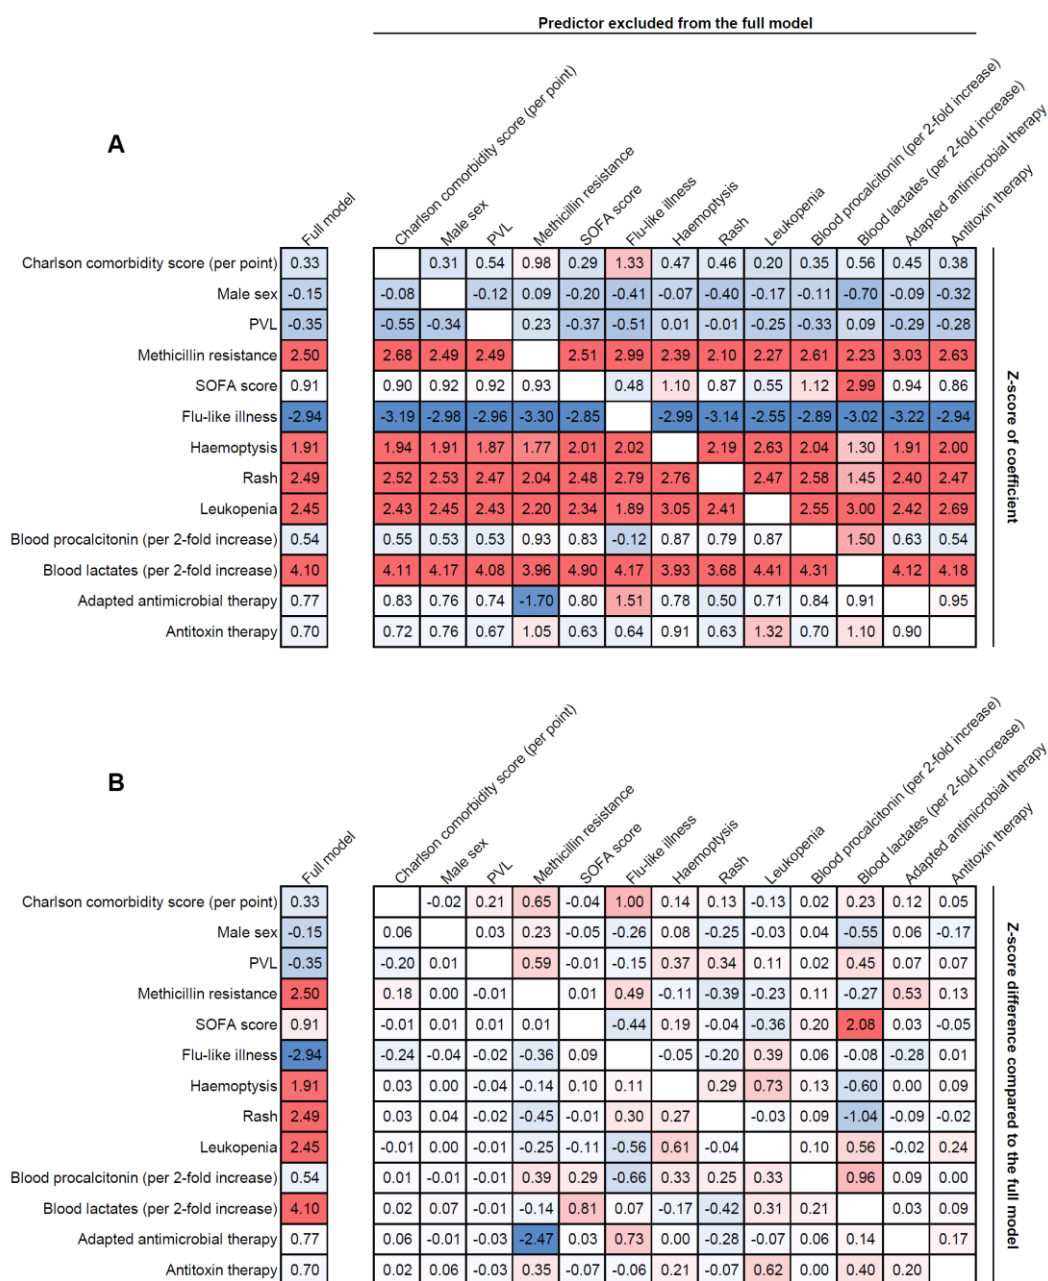 Predictor excluded from the full model
A
Full model
Charlson comorbidity score (per point)
Male sex
PVL
Methicillin resistance
SOFA score
Flu-like illness
Haemoptysis
Rash
Leukopenia
Blood procalcitonin (per 2-fold increase)
Blood lactates (per 2-fold increase)
Adapted antimicrobial therapy
Antitoxin therapy
Charlson comorbidity score (per point) 0.33 0.31 0.54 0.98 0.29 1.33 0.47 0.46 0.20 0.35 0.56 0.45 0.38
Male sex -0.15 -0.08 -0.12 0.09 -0.20 -0.41 -0.07 -0.40 -0.17 -0.11 -0.70 -0.09 -0.32
PVL -0.35 -0.55 -0.34 0.23 -0.37 -0.51 0.01 -0.01 -0.25 -0.33 0.09 -0.29 -0.28
Methicillin resistance 2.50 2.68 2.49 2.49 2.51 2.99 2.39 2.10 2.27 2.61 2.23 3.03 2.63
SOFA score 0.91 0.90 0.92 0.92 0.93 0.48 1.10 0.87 0.55 1.12 2.99 0.94 0.86
Flu-like illness -2.94 -3.19 -2.98 -2.96 -3.30 -2.85 -2.99 -3.14 -2.55 -2.89 -3.02 -3.22 -2.94
Haemoptysis 1.91 1.94 1.91 1.87 1.77 2.01 2.02 2.19 2.63 2.04 1.30 1.91 2.00
Rash 2.49 2.52 2.53 2.47 2.04 2.48 2.79 2.76 2.47 2.58 1.45 2.40 2.47
Leukopenia 2.45 2.43 2.45 2.43 2.20 2.34 1.89 3.05 2.41 2.55 3.00 2.42 2.69
Blood procalcitonin (per 2-fold increase) 0.54 0.55 0.53 0.53 0.93 0.83 -0.12 0.87 0.79 0.87 1.50 0.63 0.54
Blood lactates (per 2-fold increase) 4.10 4.11 4.17 4.08 3.96 4.90 4.17 3.93 3.68 4.41 4.31 4.12 4.18
Adapted antimicrobial therapy 0.77 0.83 0.76 0.74 -1.70 0.80 1.51 0.78 0.50 0.71 0.84 0.91 0.95
Antitoxin therapy 0.70 0.72 0.76 0.67 1.05 0.63 0.64 0.91 0.63 1.32 0.70 1.10 0.90
Z-score of coefficient
B
Full model
Charlson comorbidity score (per point)
Male sex
PVL
Methicillin resistance
SOFA score
Flu-like illness
Haemoptysis
Rash
Leukopenia
Blood procalcitonin (per 2-fold increase)
Blood lactates (per 2-fold increase)
Adapted antimicrobial therapy
Antitoxin therapy
Charlson comorbidity score (per point) 0.33 -0.02 0.21 0.65 -0.04 1.00 0.14 0.13 -0.13 0.02 0.23 0.12 0.05
Male sex -0.15 0.06 0.03 0.23 -0.05 -0.26 0.08 -0.25 -0.03 0.04 -0.55 0.06 -0.17
PVL -0.35 -0.20 0.01 0.59 -0.01 -0.15 0.37 0.34 0.11 0.02 0.45 0.07 0.07
Methicillin resistance 2.50 0.18 0.00 -0.01 0.01 0.49 -0.11 -0.39 -0.23 0.11 -0.27 0.53 0.13
SOFA score 0.91 -0.01 0.01 0.01 0.01 -0.44 0.19 -0.04 -0.36 0.20 2.08 0.03 -0.05
Flu-like illness -2.94 -0.24 -0.04 -0.02 -0.36 0.09 -0.05 -0.20 0.39 0.06 -0.08 -0.28 0.01
Haemoptysis 1.91 0.03 0.00 -0.04 -0.14 0.10 0.11 0.29 0.73 0.13 -0.60 0.00 0.09
Rash 2.49 0.03 0.04 -0.02 -0.45 -0.01 0.30 0.27 -0.03 0.09 -1.04 -0.09 -0.02
Leukopenia 2.45 -0.01 0.00 -0.01 -0.25 -0.11 -0.56 0.61 -0.04 0.10 0.56 -0.02 0.24
Blood procalcitonin (per 2-fold increase) 0.54 0.01 -0.01 -0.01 0.39 0.29 -0.66 0.33 0.25 0.33 0.96 0.09 0.00
Blood lactates (per 2-fold increase) 4.10 0.02 0.07 -0.01 -0.14 0.81 0.07 -0.17 -0.42 0.31 0.21 0.03 0.09
Adapted antimicrobial therapy 0.77 0.06 -0.01 -0.03 -2.47 0.03 0.73 0.00 -0.28 -0.07 0.06 0.14 0.17
Antitoxin therapy 0.70 0.02 0.06 -0.03 0.35 -0.07 -0.06 0.21 -0.07 0.62 0.00 0.40 0.20
Z-score difference compared to the full model